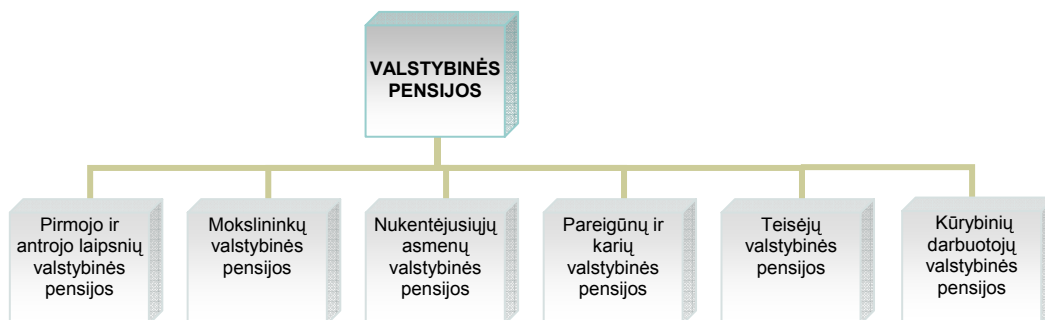 VALSTYBINĖS
PENSIJOS
Pirmojo ir
antrojo laipsnių
valstybinės
pensijos
Mokslininkų
valstybinės
pensijos
Nukentėjusiųjų
asmenų
valstybinės
pensijos
Pareigūnų ir
karių
valstybinės
pensijos
Teisėjų
valstybinės
pensijos
Kūrybinių
darbuotojų
valstybinės
pensijos